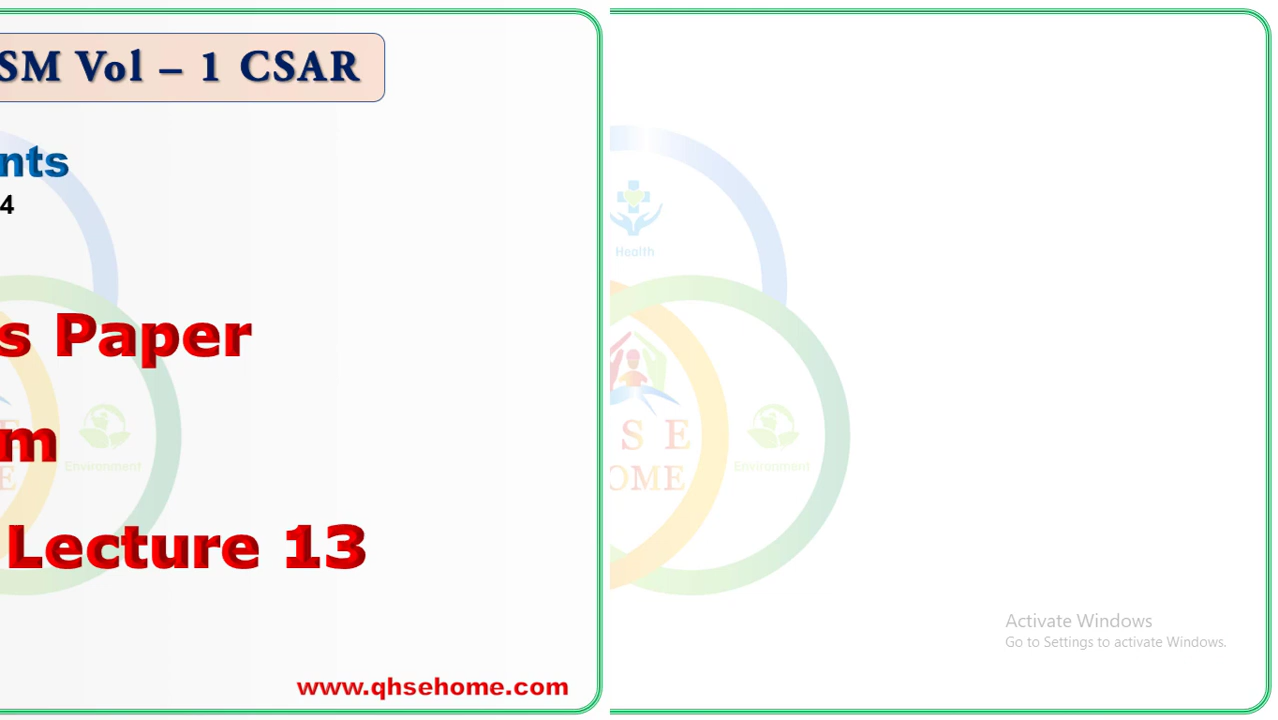 SM Vol – 1 CSAR
nts
4
s Paper
m
Lecture 13
www.qhsehome.com
Health
S E
OME
Environment
E
Environment
Activate Windows
Go to Settings to activate Windows.